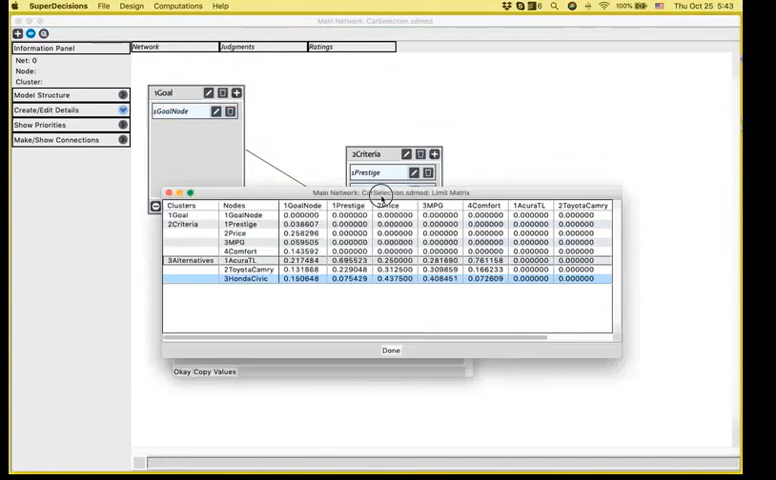 SuperDecisions File Design Computations Help 6 100% Thu Oct 25 5:43
Main Network: CarSelection.sdmod
Information Panel Network Judgments Ratings
Net: 0
Node:
Cluster:
Model Structure
Create/Edit Details
Show Priorities
Make/Show Connections
1Goal
1GoalNode
2Criteria
1Prestige
Main Network: CarSelection.sdmod: Limit Matrix
Clusters Nodes 1GoalNode 1Prestige 2Price 3MPG 4Comfort 1AcuraTL 2ToyotaCamry
1Goal 1GoalNode 0.000000 0.000000 0.000000 0.000000 0.000000 0.000000 0.000000
2Criteria 1Prestige 0.038607 0.000000 0.000000 0.000000 0.000000 0.000000 0.000000
2Price 0.258296 0.000000 0.000000 0.000000 0.000000 0.000000 0.000000
3MPG 0.059505 0.000000 0.000000 0.000000 0.000000 0.000000 0.000000
4Comfort 0.143592 0.000000 0.000000 0.000000 0.000000 0.000000 0.000000
3Alternatives 1AcuraTL 0.217484 0.695523 0.250000 0.281690 0.761158 0.000000 0.000000
2ToyotaCamry 0.131868 0.229048 0.312500 0.309859 0.166233 0.000000 0.000000
3HondaCivic 0.150648 0.075429 0.437500 0.408451 0.072609 0.000000 0.000000
Done
Okay Copy Values